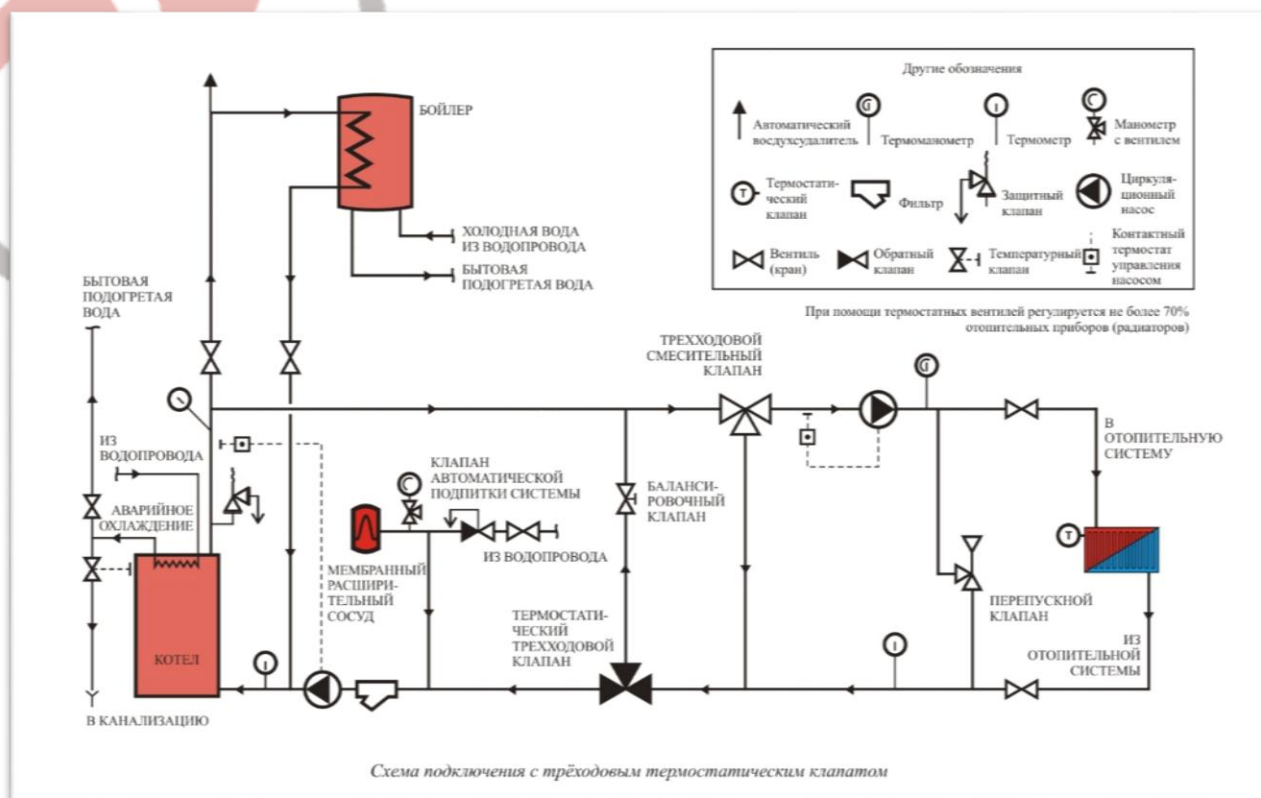 Другие обозначения
Автоматический
восдухсудалитель
Термоманометр
Термометр
Манометр
с вентилем
Термостати-
ческий
клапан
Фильтр
Защитный
клапан
Циркуля-
ционный
насос
Вентиль
(кран)
Обратный
клапан
Температурный
клапан
Контактный
термостат
управления
насосом
При помощи термостатных вентилей регулируется не более 70%
отопительных приборов (радиаторов)
БОЙЛЕР
ХОЛОДНАЯ ВОДА
ИЗ ВОДОПРОВОДА
БЫТОВАЯ
ПОДОГРЕТАЯ ВОДА
БЫТОВАЯ
ПОДОГРЕТАЯ
ВОДА
ТРЕХХОДОВОЙ
СМЕСИТЕЛЬНЫЙ
КЛАПАН
ИЗ
ВОДОПРОВОДА
АВАРИЙНОЕ
ОХЛАЖДЕНИЕ
КЛАПАН
АВТОМАТИЧЕСКОЙ
ПОДПИТКИ СИСТЕМЫ
ИЗ ВОДОПРОВОДА
БАЛАНСИ-
РОВОЧНЫЙ
КЛАПАН
В
ОТОПИТЕЛЬНУЮ
СИСТЕМУ
Т
МЕМБРАННЫЙ
РАСШИРИ-
ТЕЛЬНЫЙ
СОСУД
ТЕРМОСТАТИ-
ЧЕСКИЙ
ТРЕХХОДОВОЙ
КЛАПАН
ПЕРЕПУСКНОЙ
КЛАПАН
ИЗ
ОТОПИТЕЛЬНОЙ
СИСТЕМЫ
КОТЕЛ
В КАНАЛИЗАЦИЮ
Схема подключения с трёходовым термостатическим клапатом